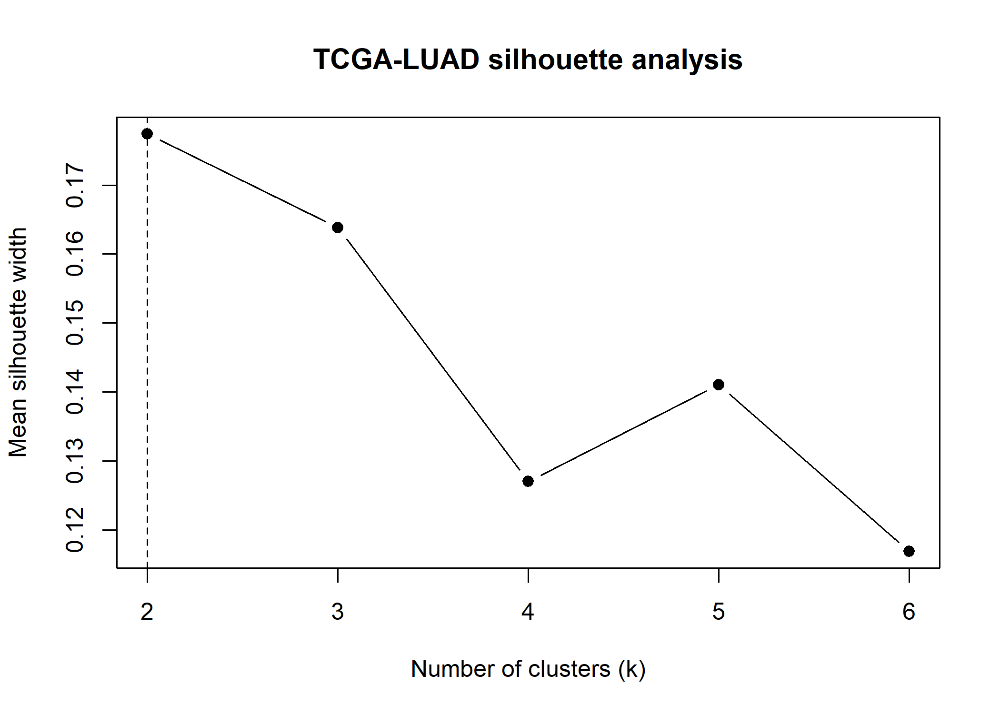 TCGA-LUAD silhouette analysis
Mean silhouette width
0.17
0.16
0.15
0.14
0.13
0.12
2 3 4 5 6
Number of clusters (k)